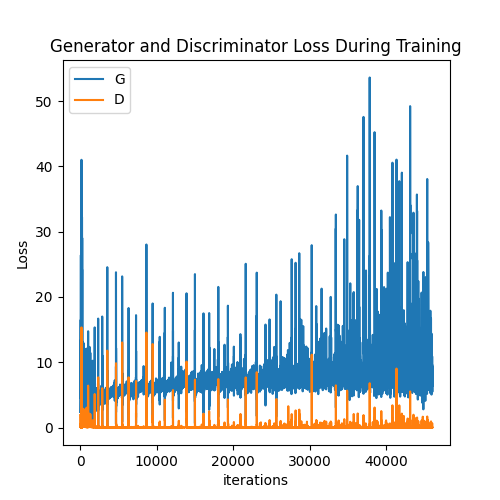 Generator and Discriminator Loss During Training
G
D
50
40
30
20
10
0
Loss
0 10000 20000 30000 40000
iterations